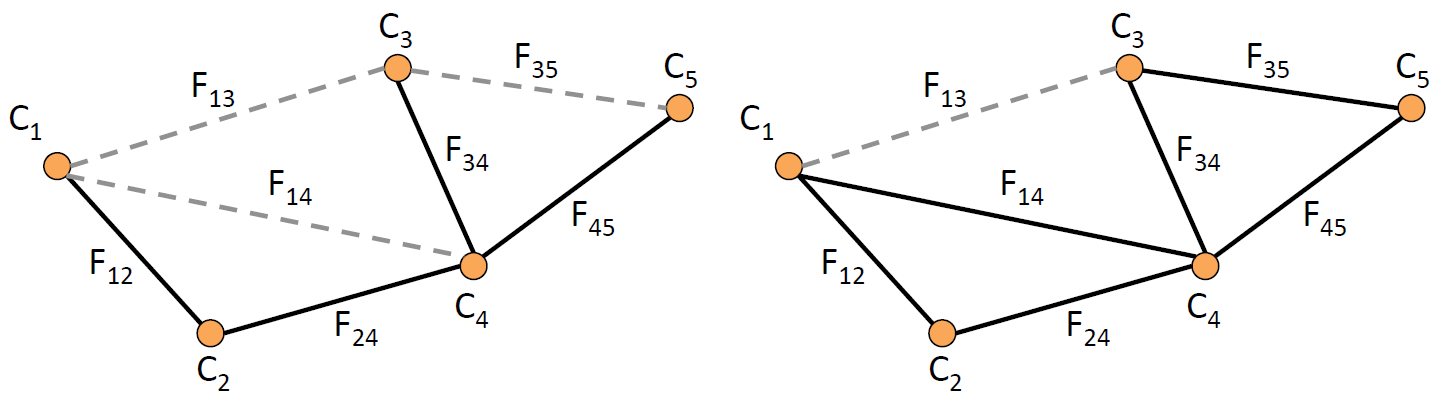 C₃
F₃₅
C₅
F₁₃
C₁
F₃₄
F₁₄
F₄₅
F₁₂
C₄
F₂₄
C₂
C₃
F₃₅
C₅
F₁₃
C₁
F₃₄
F₁₄
F₄₅
F₁₂
C₄
F₂₄
C₂